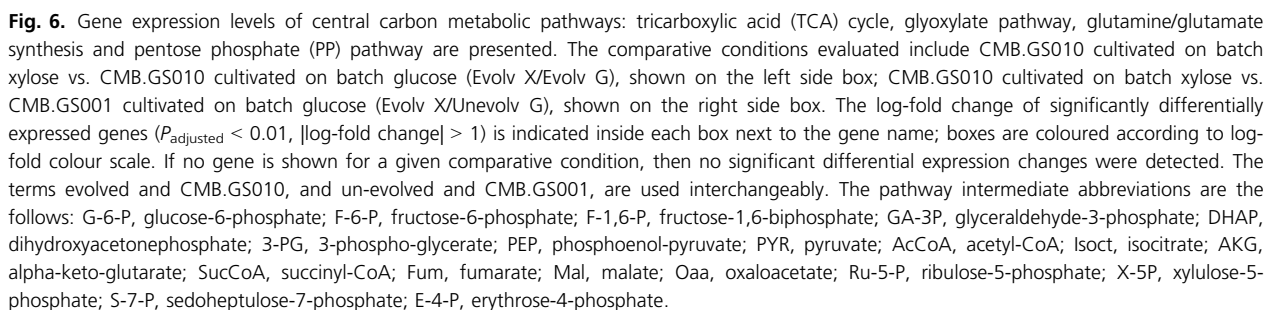 Fig. 6. Gene expression levels of central carbon metabolic pathways: tricarboxylic acid (TCA) cycle, glyoxylate pathway, glutamine/glutamate
synthesis and pentose phosphate (PP) pathway are presented. The comparative conditions evaluated include CMB.GS010 cultivated on batch
xylose vs. CMB.GS010 cultivated on batch glucose (Evolv X/Evolv G), shown on the left side box; CMB.GS010 cultivated on batch xylose vs.
CMB.GS001 cultivated on batch glucose (Evolv X/Unevolv G), shown on the right side box. The log-fold change of significantly differentially
expressed genes (Padjusted < 0.01, |log-fold change| > 1) is indicated inside each box next to the gene name; boxes are coloured according to log-
fold colour scale. If no gene is shown for a given comparative condition, then no significant differential expression changes were detected. The
terms evolved and CMB.GS010, and un-evolved and CMB.GS001, are used interchangeably. The pathway intermediate abbreviations are the
follows: G-6-P, glucose-6-phosphate; F-6-P, fructose-6-phosphate; F-1,6-P, fructose-1,6-biphosphate; GA-3P, glyceraldehyde-3-phosphate; DHAP,
dihydroxyacetonephosphate; 3-PG, 3-phospho-glycerate; PEP, phosphoenol-pyruvate; PYR, pyruvate; AcCoA, acetyl-CoA; Isoct, isocitrate; AKG,
alpha-keto-glutarate; SucCoA, succinyl-CoA; Fum, fumarate; Mal, malate; Oaa, oxaloacetate; Ru-5-P, ribulose-5-phosphate; X-5P, xylulose-5-
phosphate; S-7-P, sedoheptulose-7-phosphate; E-4-P, erythrose-4-phosphate.